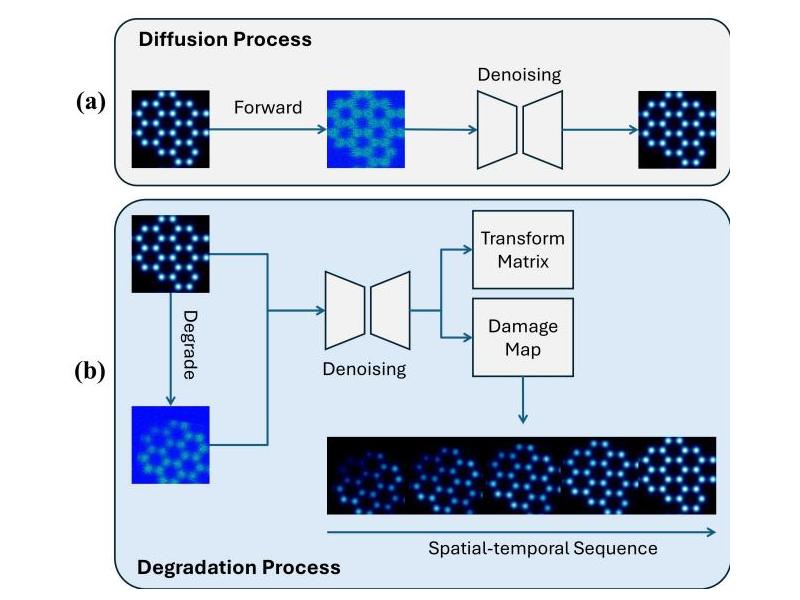 Diffusion Process
(a)
Forward
Denoising
(b)
Degrade
Denoising
Transform
Matrix
Damage
Map
Spatial-temporal Sequence
Degradation Process